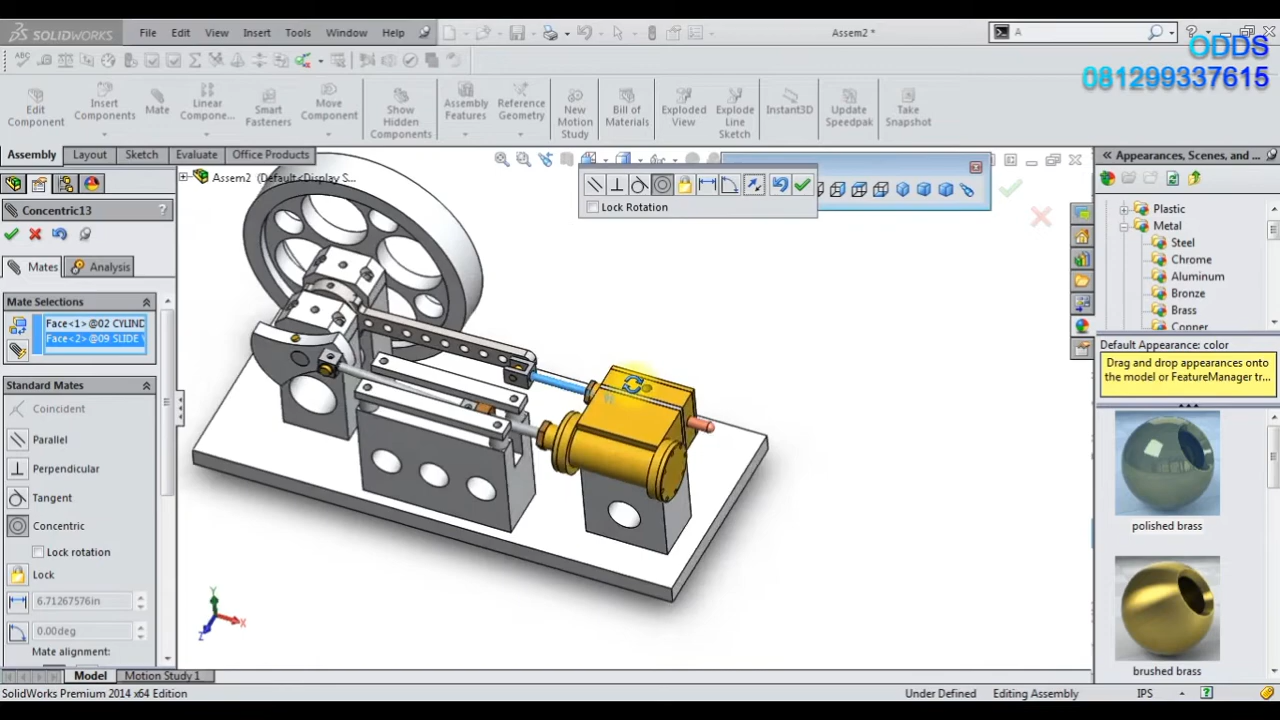 SOLIDWORKS
File
Edit
View
Insert
Tools
Window
Help
Assem2 *
A
ODDS
081299337615
Edit
Component
Insert
Components
Mate
Linear
Compone...
Smart
Fasteners
Move
Component
Show
Hidden
Components
Assembly
Features
Reference
Geometry
New
Motion
Study
Bill of
Materials
Exploded
View
Explode
Line
Sketch
Instant3D
Update
Speedpak
Take
Snapshot
Assembly
Layout
Sketch
Evaluate
Office Products
Assem2 (Default<Display S...
Lock Rotation
Concentric13
?
Mates
Analysis
Mate Selections
Face<1> @02 CYLIND
Face<2> @09 SLIDE
Standard Mates
Coincident
Parallel
Perpendicular
Tangent
Concentric
Lock rotation
Lock
6.71267576in
0.00deg
Mate alignment:
Appearances, Scenes, and...
Plastic
Metal
Steel
Chrome
Aluminum
Bronze
Brass
Copper
Default Appearance: color
Drag and drop appearances onto
the model or FeatureManager tr...
polished brass
brushed brass
Y
X
Z
Model
Motion Study 1
SolidWorks Premium 2014 x64 Edition
Under Defined
Editing Assembly
IPS